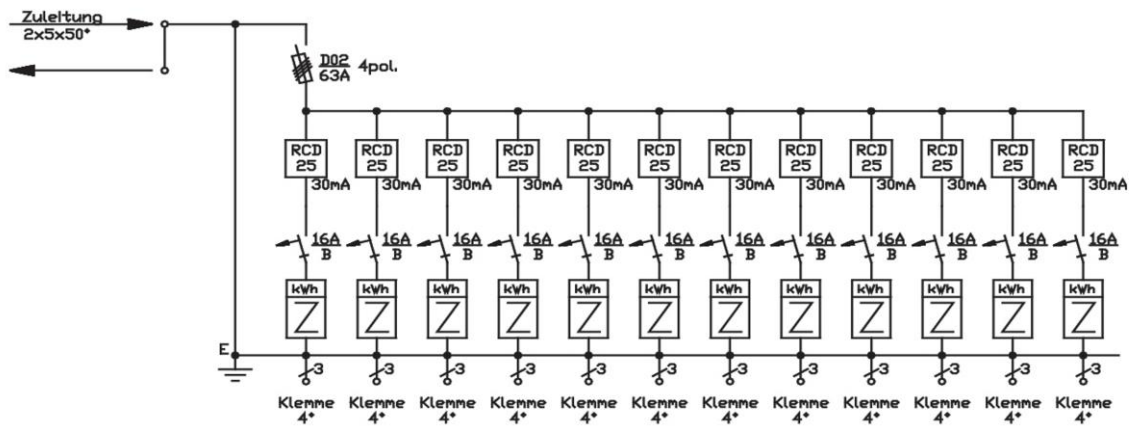 Zuleitung
2x5x50°
D02
63A 4pol.
RCD RCD RCD RCD RCD RCD RCD RCD RCD RCD RCD RCD
25 25 25 25 25 25 25 25 25 25 25 25
30mA 30mA 30mA 30mA 30mA 30mA 30mA 30mA 30mA 30mA 30mA 30mA
16A 16A 16A 16A 16A 16A 16A 16A 16A 16A 16A 16A
B B B B B B B B B B B B
kWh kWh kWh kWh kWh kWh kWh kWh kWh kWh kWh kWh
Z Z Z Z Z Z Z Z Z Z Z Z
E
3 3 3 3 3 3 3 3 3 3 3 3
Klemme Klemme Klemme Klemme Klemme Klemme Klemme Klemme Klemme Klemme Klemme Klemme
4° 4° 4° 4° 4° 4° 4° 4° 4° 4° 4° 4°